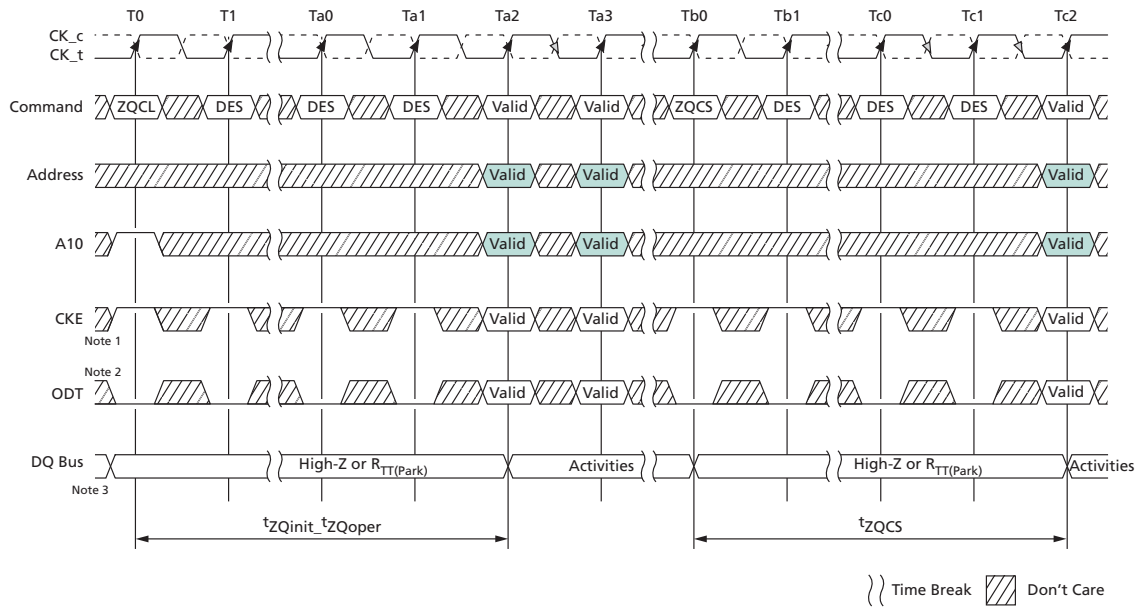 T0 T1 Ta0 Ta1 Ta2 Ta3 Tb0 Tb1 Tc0 Tc1 Tc2
CK_c
CK_t
Command ZQCL DES DES DES Valid Valid ZQCS DES DES DES Valid
Address Valid Valid Valid
A10 Valid Valid Valid
CKE Valid Valid Valid
Note 1
Note 2
ODT Valid Valid Valid
DQ Bus High-Z or RTT(Park) Activities High-Z or RTT(Park) Activities
Note 3
tZQinit_tZQoper tZQCS
Time Break Don't Care